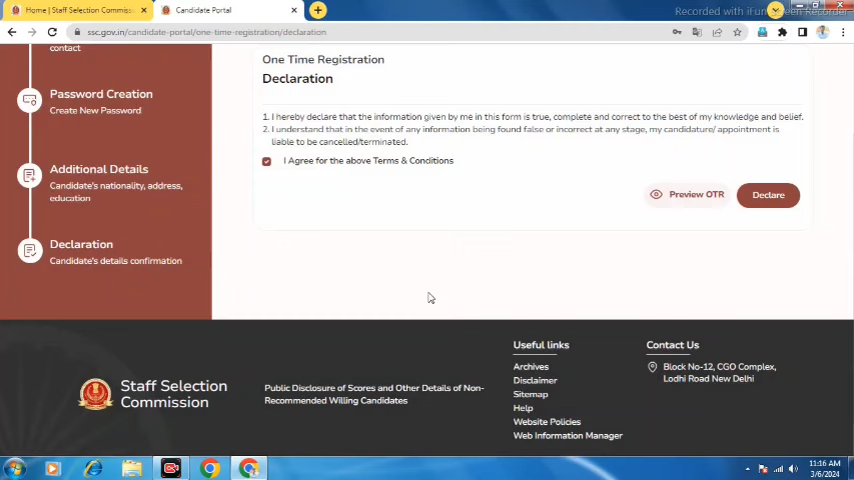 Recorded with iFunScreen Recorder
Home | Staff Selection Commissi
Candidate Portal
ssc.gov.in/candidate-portal/one-time-registration/declaration
contact
Password Creation
Create New Password
Additional Details
Candidate's nationality, address,
education
Declaration
Candidate's details confirmation
One Time Registration
Declaration
1. I hereby declare that the information given by me in this form is true, complete and correct to the best of my knowledge and belief.
2. I understand that in the event of any information being found false or incorrect at any stage, my candidature/ appointment is
liable to be cancelled/terminated.
I Agree for the above Terms & Conditions
Preview OTR
Declare
Staff Selection
Commission
Public Disclosure of Scores and Other Details of Non-
Recommended Willing Candidates
Useful links
Archives
Disclaimer
Sitemap
Help
Website Policies
Web Information Manager
Contact Us
Block No-12, CGO Complex,
Lodhi Road New Delhi
11:16 AM
3/6/2024